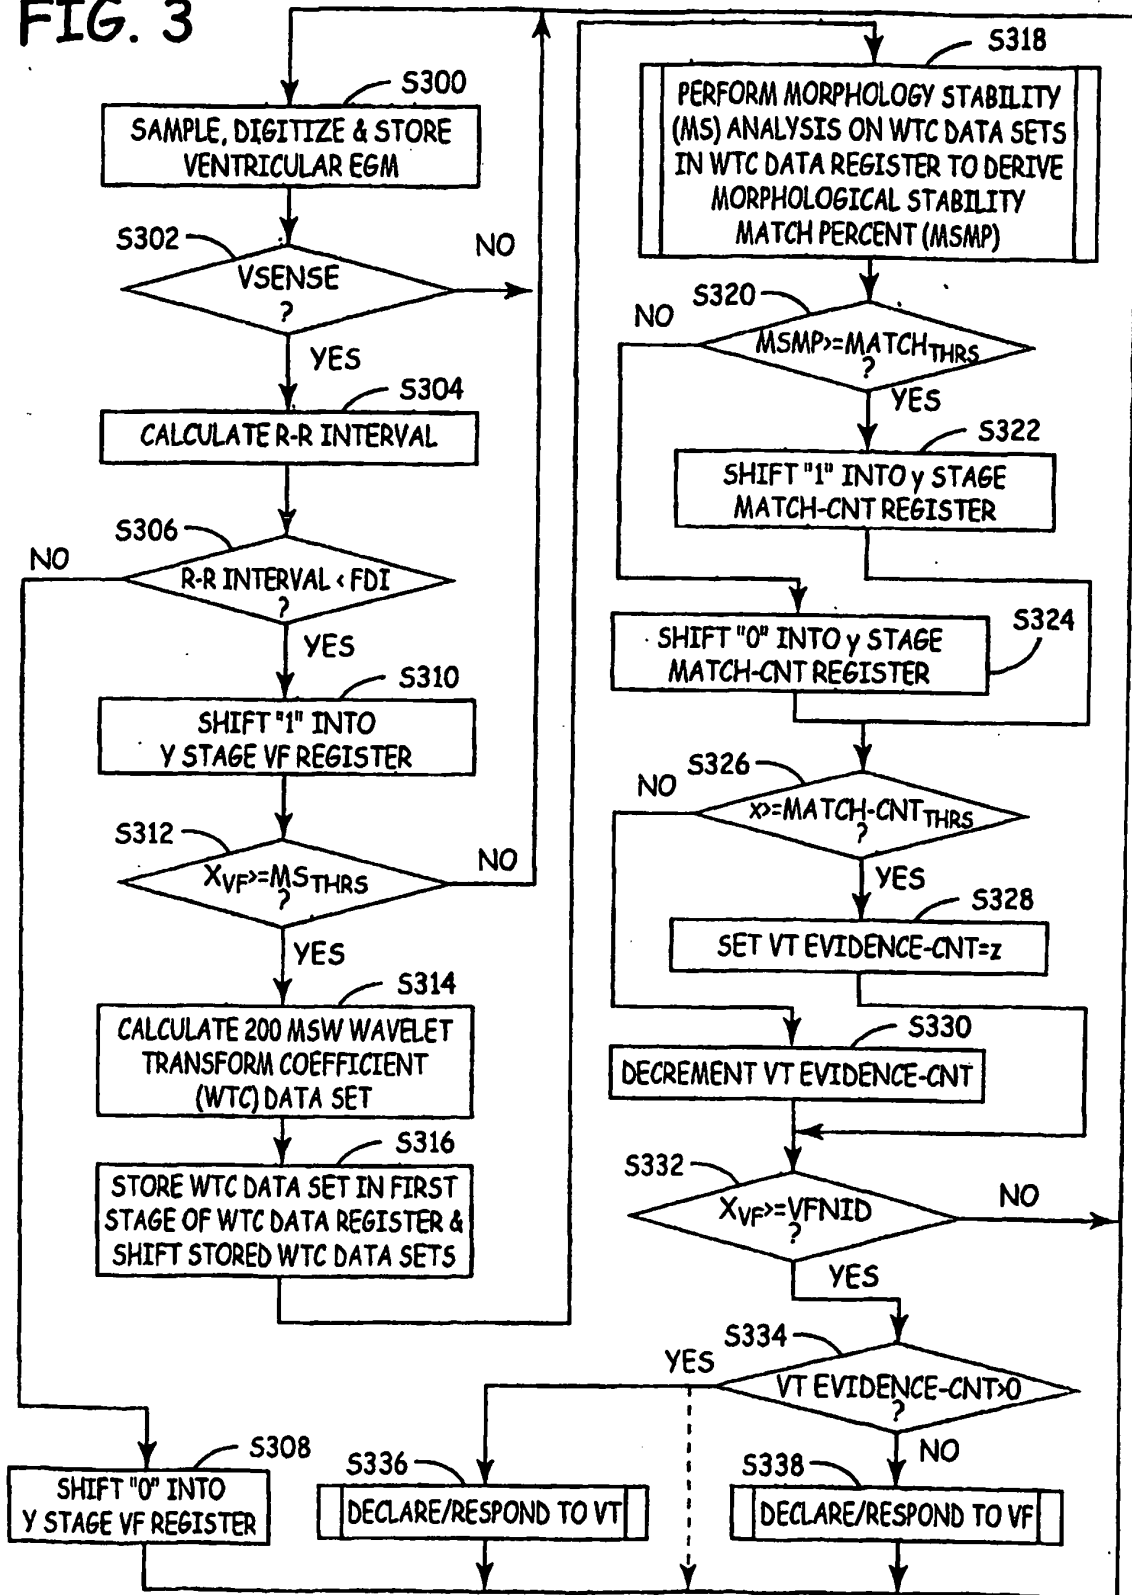 FIG. 3
S300
SAMPLE, DIGITIZE & STORE
VENTRICULAR EGM
S302
VSENSE
?
NO
YES
S304
CALCULATE R-R INTERVAL
S306
NO
R-R INTERVAL < FDI
?
YES
S310
SHIFT "1" INTO
Y STAGE VF REGISTER
S312
XVF>=MSTHRS
?
NO
YES
S314
CALCULATE 200 MSW WAVELET
TRANSFORM COEFFICIENT
(WTC) DATA SET
S316
STORE WTC DATA SET IN FIRST
STAGE OF WTC DATA REGISTER &
SHIFT STORED WTC DATA SETS
S308
SHIFT "0" INTO
Y STAGE VF REGISTER
S318
PERFORM MORPHOLOGY STABILITY
(MS) ANALYSIS ON WTC DATA SETS
IN WTC DATA REGISTER TO DERIVE
MORPHOLOGICAL STABILITY
MATCH PERCENT (MSMP)
S320
NO
MSMP>=MATCHTHRS
?
YES
S322
SHIFT "1" INTO y STAGE
MATCH-CNT REGISTER
S324
SHIFT "0" INTO y STAGE
MATCH-CNT REGISTER
S326
NO
x>=MATCH-CNTTHRS
?
YES
S328
SET VT EVIDENCE-CNT=z
S330
DECREMENT VT EVIDENCE-CNT
S332
XVF>=VFNID
?
NO
YES
S334
YES
VT EVIDENCE-CNT>0
?
NO
S336
DECLARE/RESPOND TO VT
S338
DECLARE/RESPOND TO VF